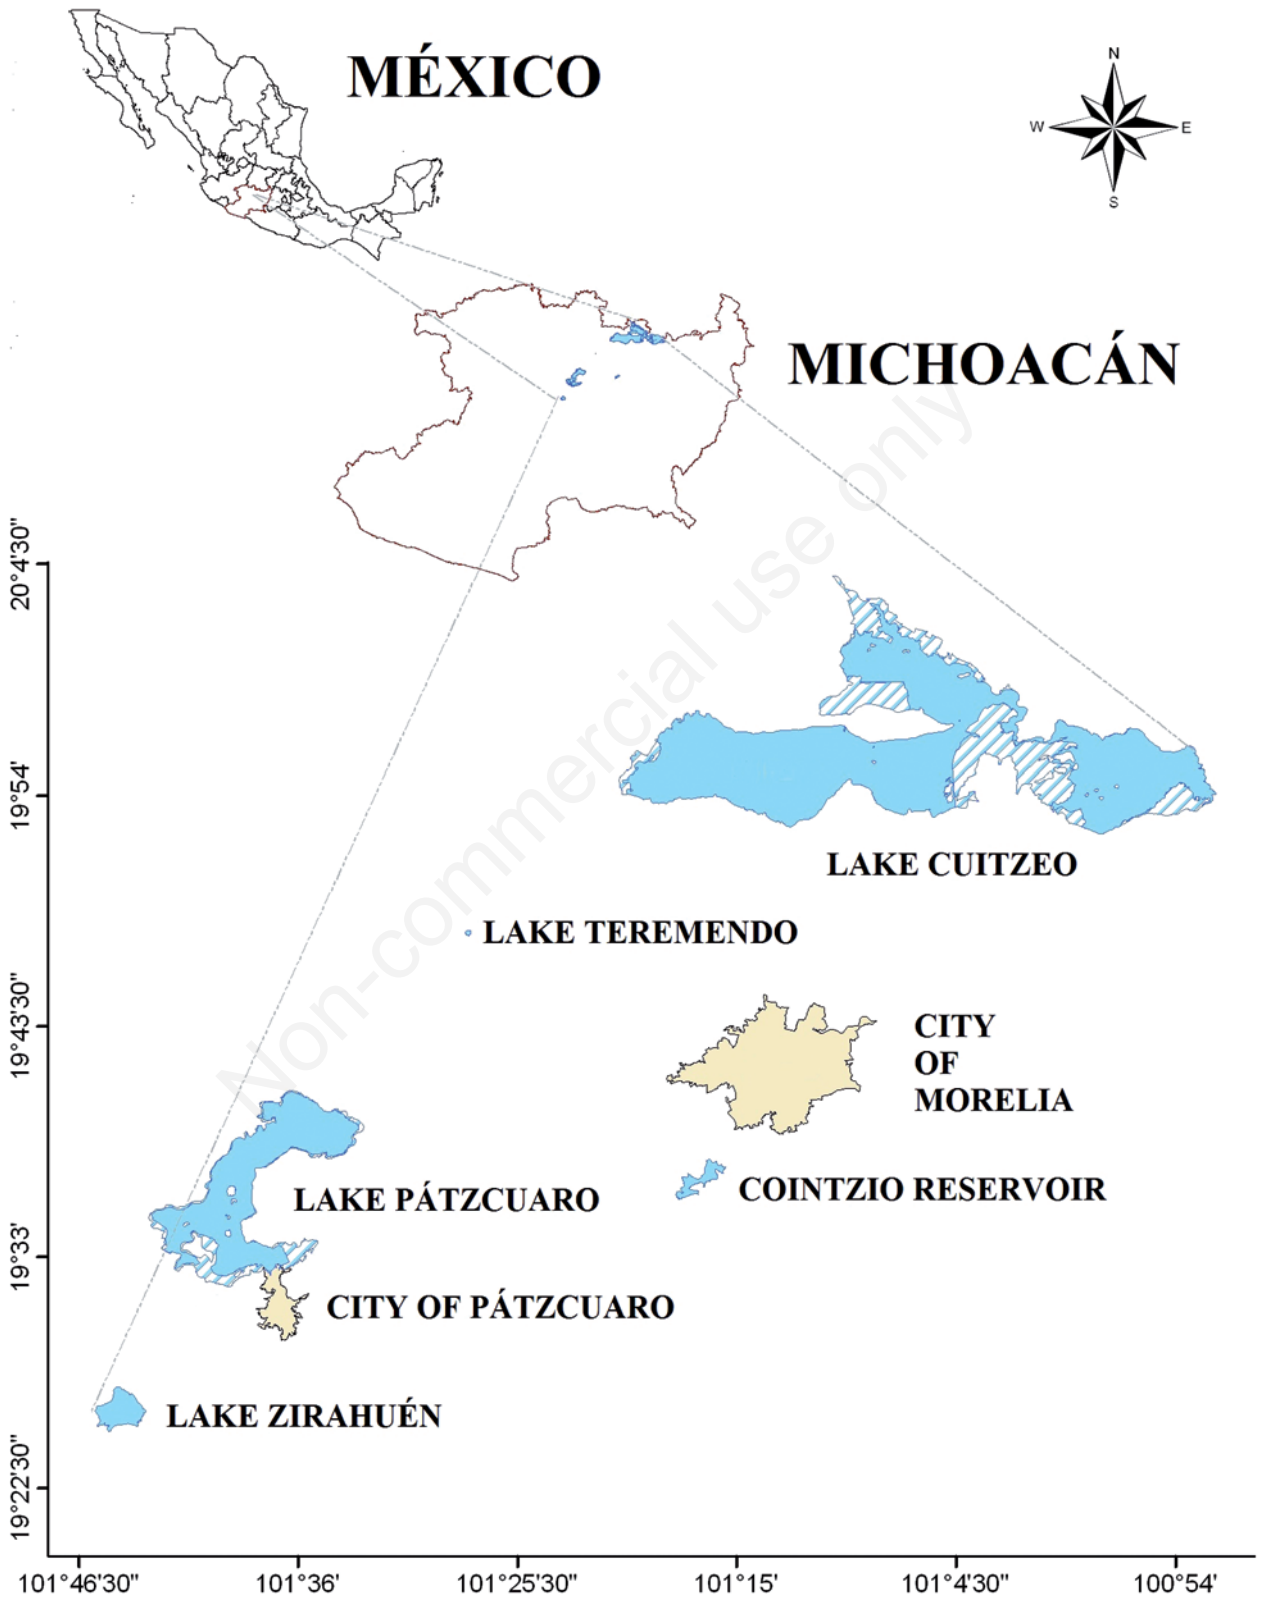 MÉXICO
N
W
E
S
MICHOACÁN
Non-commercial use only
20°4'30"
19°54'
19°43'30"
19°33'
19°22'30"
LAKE CUITZEO
LAKE TEREMENDO
CITY
OF
MORELIA
LAKE PÁTZCUARO
COINTZIO RESERVOIR
CITY OF PÁTZCUARO
LAKE ZIRAHUÉN
101°46'30"
101°36'
101°25'30"
101°15'
101°4'30"
100°54'